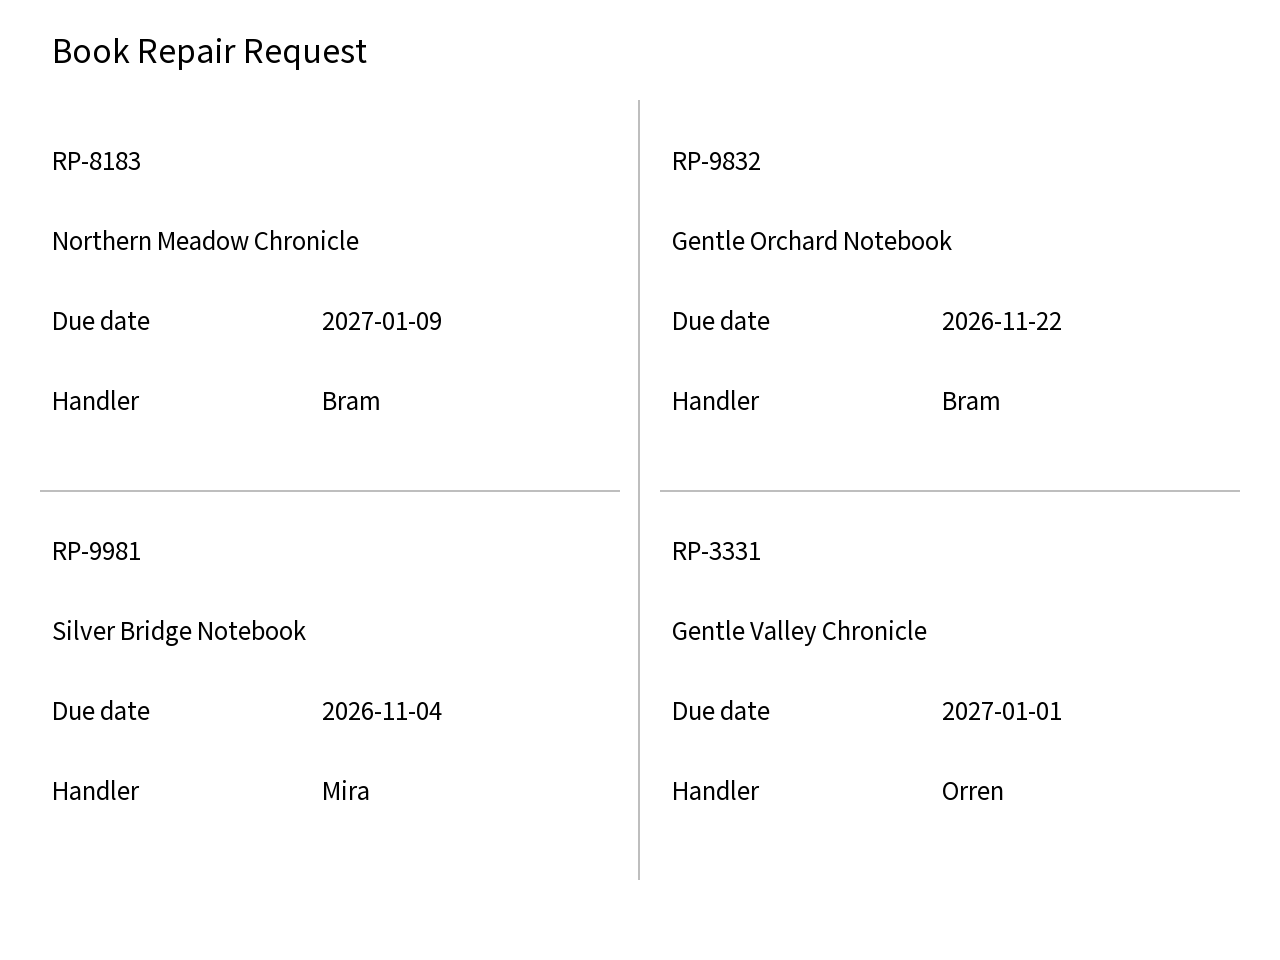 Book Repair Request
RP-8183
Northern Meadow Chronicle
Due date 2027-01-09
Handler Bram
RP-9832
Gentle Orchard Notebook
Due date 2026-11-22
Handler Bram
RP-9981
Silver Bridge Notebook
Due date 2026-11-04
Handler Mira
RP-3331
Gentle Valley Chronicle
Due date 2027-01-01
Handler Orren